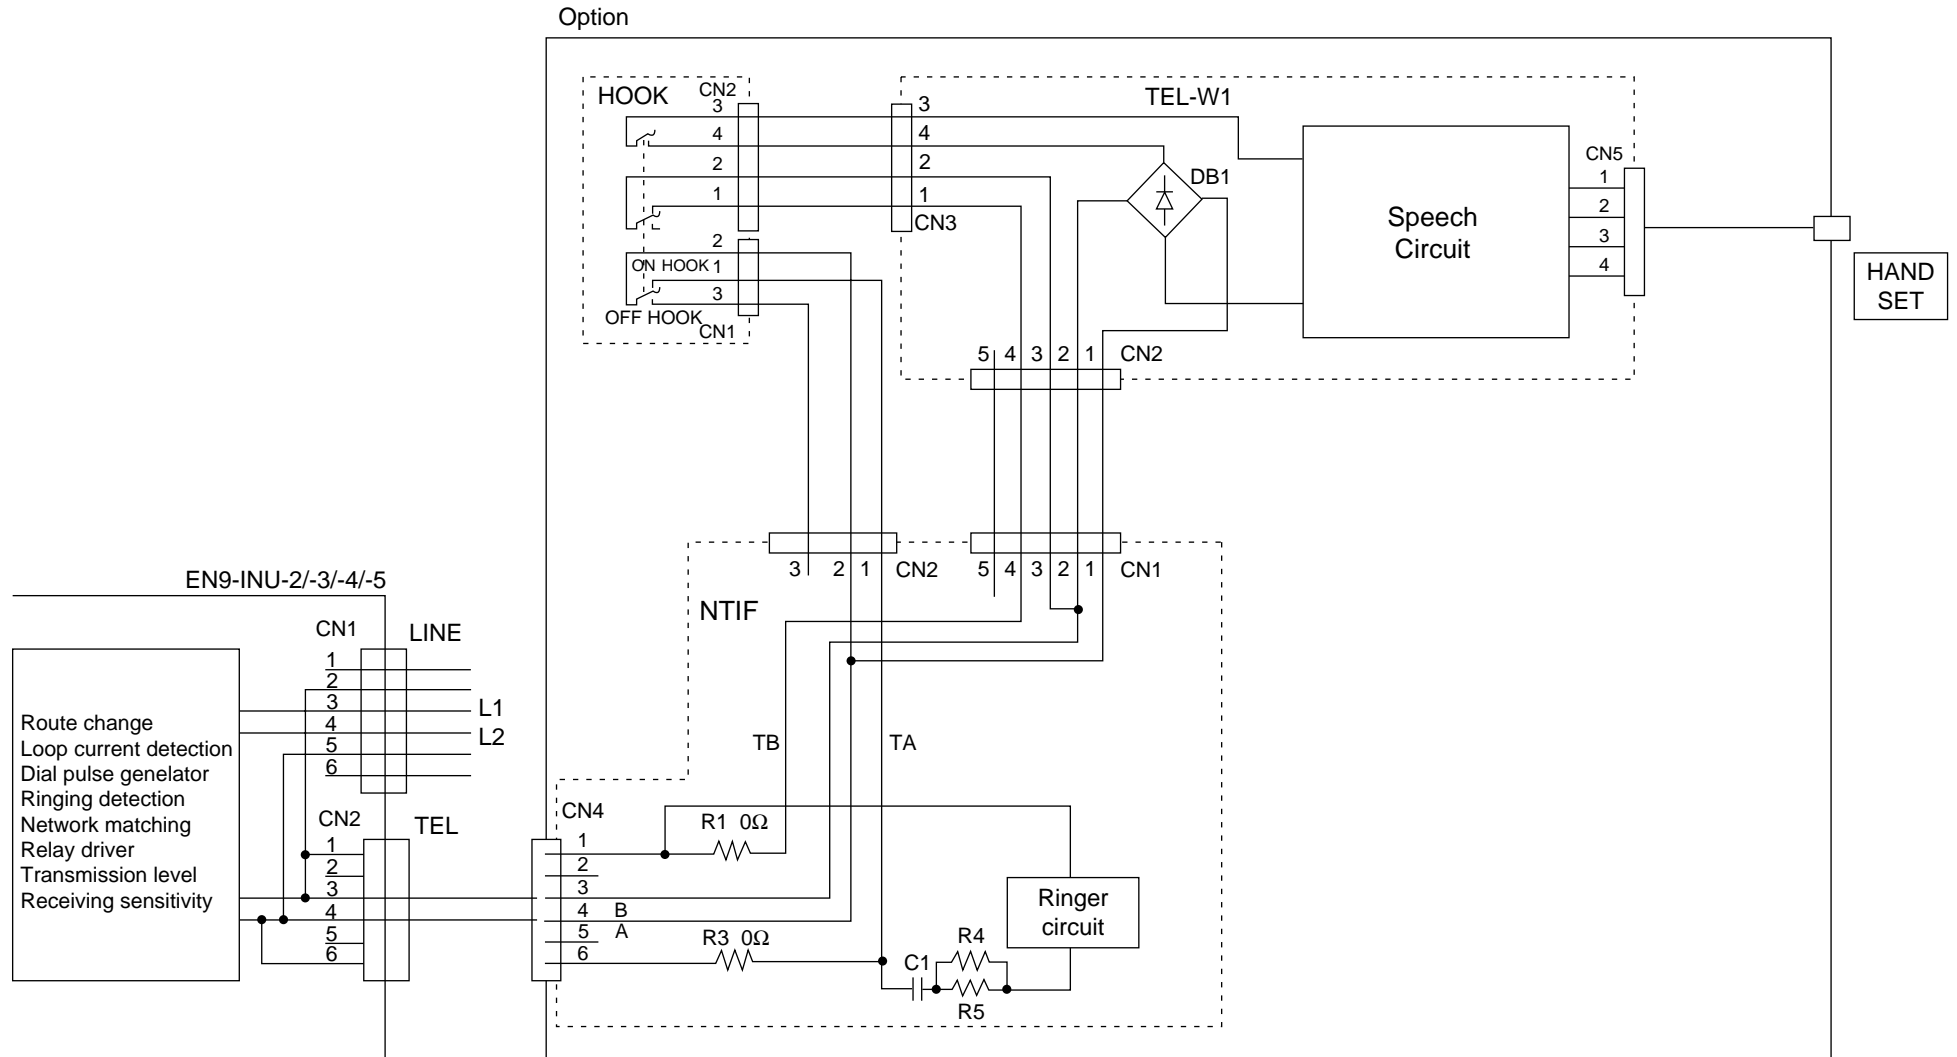 Option
HOOK
CN2
3
4
2
1
2
ON HOOK 1
3
OFF HOOK
CN1
TEL-W1
3
4
2
1
CN3
DB1
Speech
Circuit
CN5
1
2
3
4
HAND
SET
5 4 3 2 1 CN2
3 2 1 CN2
5 4 3 2 1 CN1
NTIF
EN9-INU-2/-3/-4/-5
CN1
LINE
1
2
3
4
5
6
L1
L2
Route change
Loop current detection
Dial pulse genelator
Ringing detection
Network matching
Relay driver
Transmission level
Receiving sensitivity
CN2
TEL
1
2
3
4
5
6
TB
TA
CN4
1
2
3
4
5
6
B
A
R1 0Ω
R3 0Ω
C1
R4
R5
Ringer
circuit